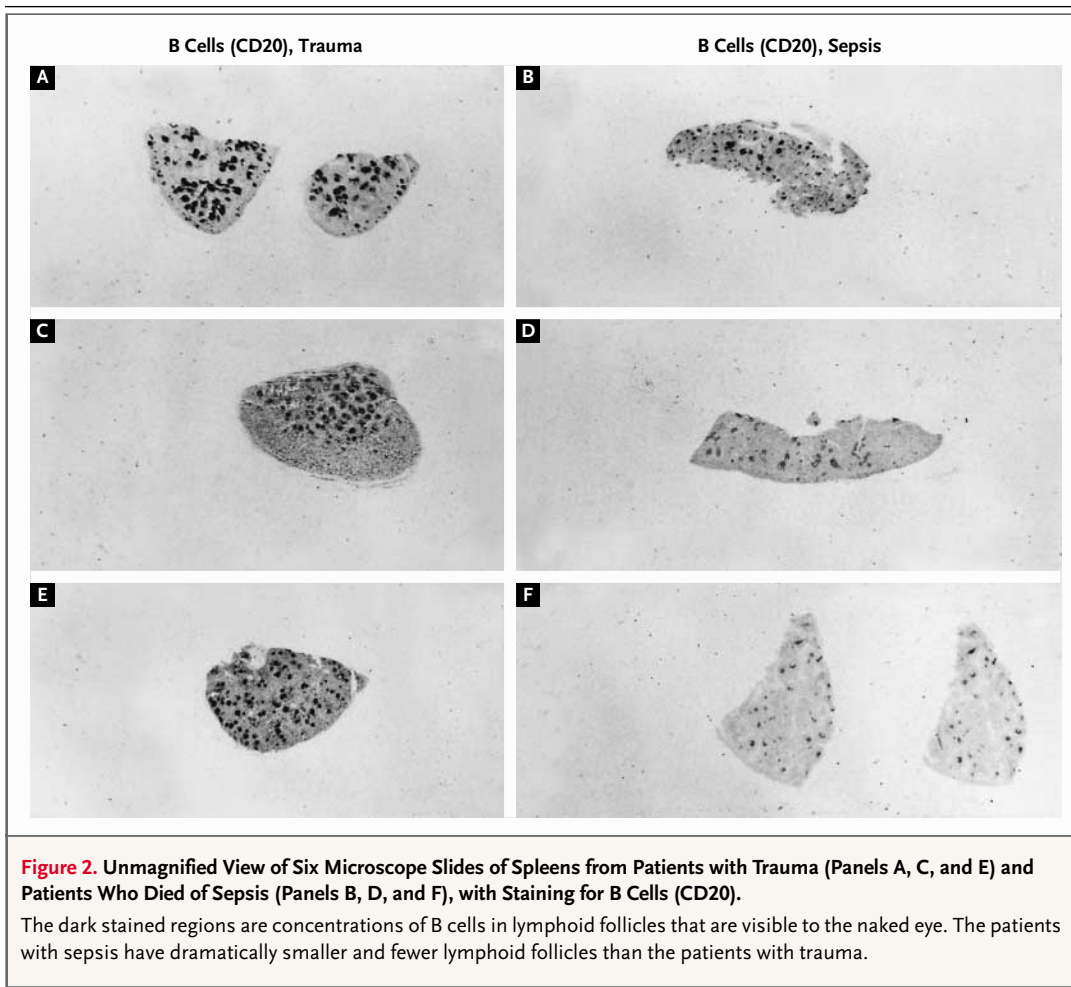 B Cells (CD20), Trauma
B Cells (CD20), Sepsis
A
B
C
D
E
F
Figure 2. Unmagnified View of Six Microscope Slides of Spleens from Patients with Trauma (Panels A, C, and E) and
Patients Who Died of Sepsis (Panels B, D, and F), with Staining for B Cells (CD20).
The dark stained regions are concentrations of B cells in lymphoid follicles that are visible to the naked eye. The patients
with sepsis have dramatically smaller and fewer lymphoid follicles than the patients with trauma.